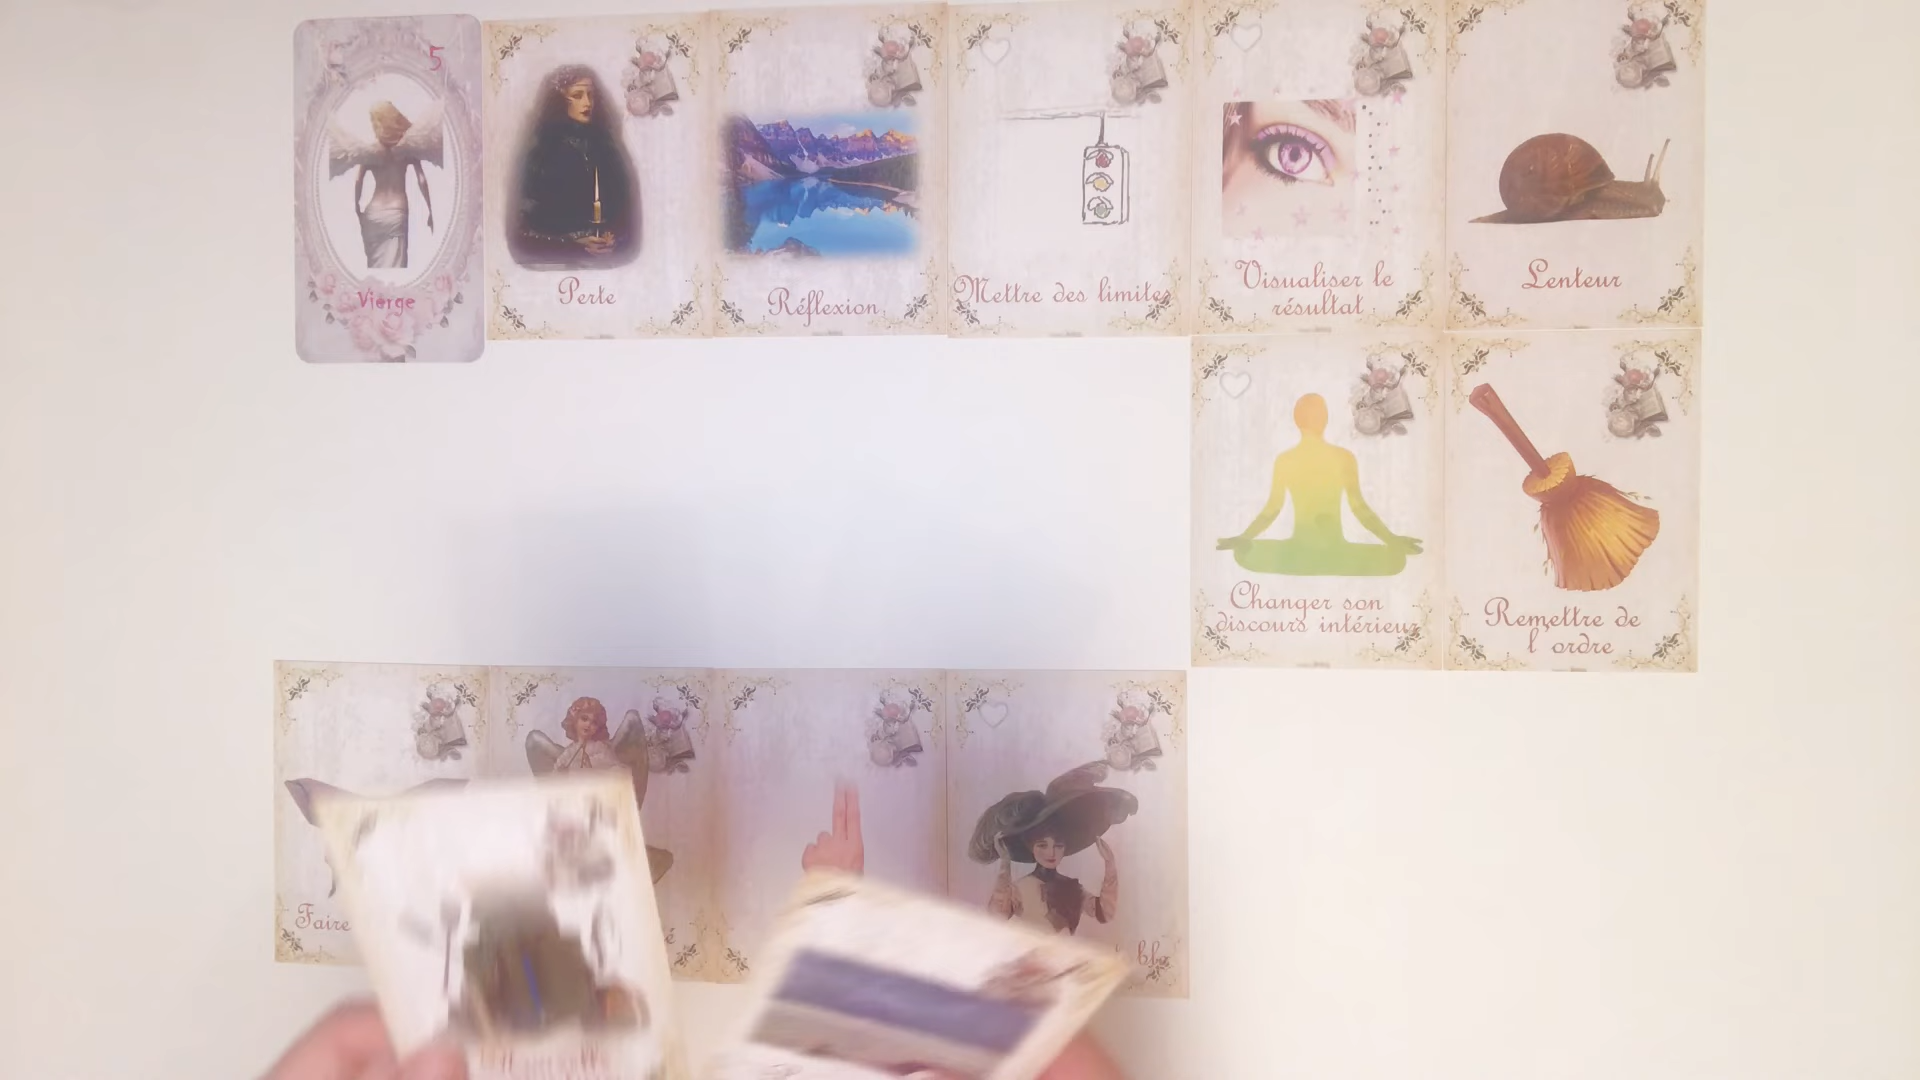 5
Vierge
Perte
Réflexion
Mettre des limites
Visualiser le
résultat
Lenteur
Changer son
discours intérieur
Remettre de
l'ordre
Faire